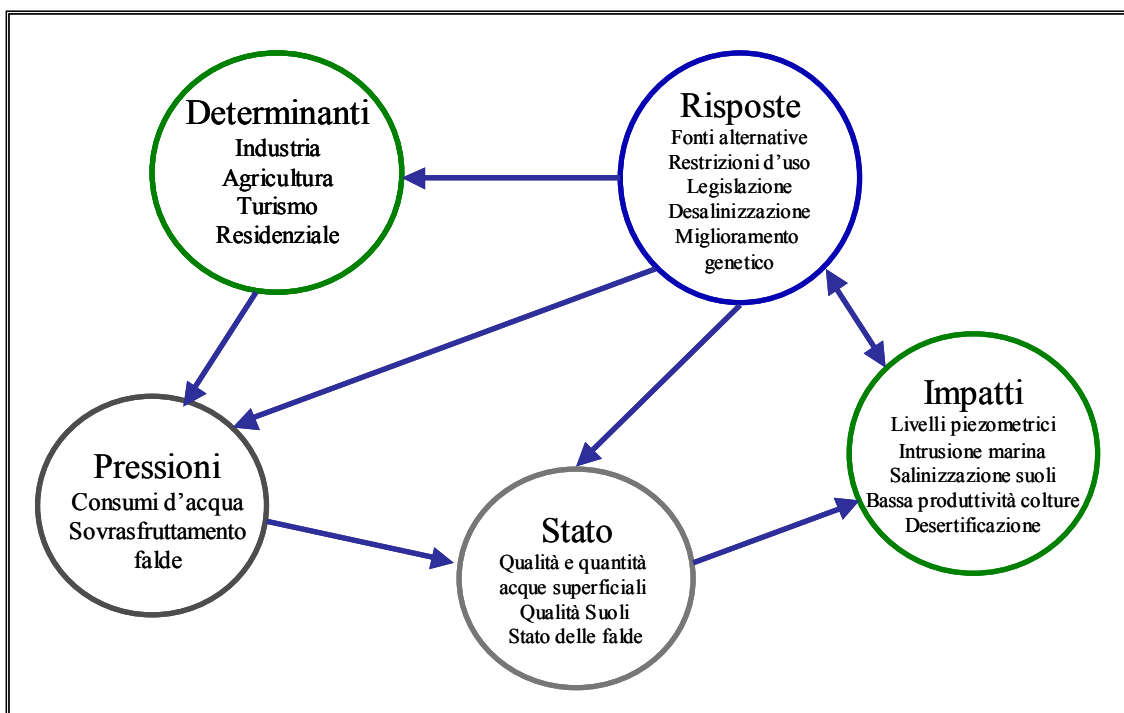 Determinanti
Industria
Agricultura
Turismo
Residenziale
Risposte
Fonti alternative
Restrizioni d'uso
Legislazione
Desalinizzazione
Miglioramento
genetico
Pressioni
Consumi d'acqua
Sovrasfruttamento
falde
Stato
Qualità e quantità
acque superficiali
Qualità Suoli
Stato delle falde
Impatti
Livelli piezometrici
Intrusione marina
Salinizzazione suoli
Bassa produttività colture
Desertificazione